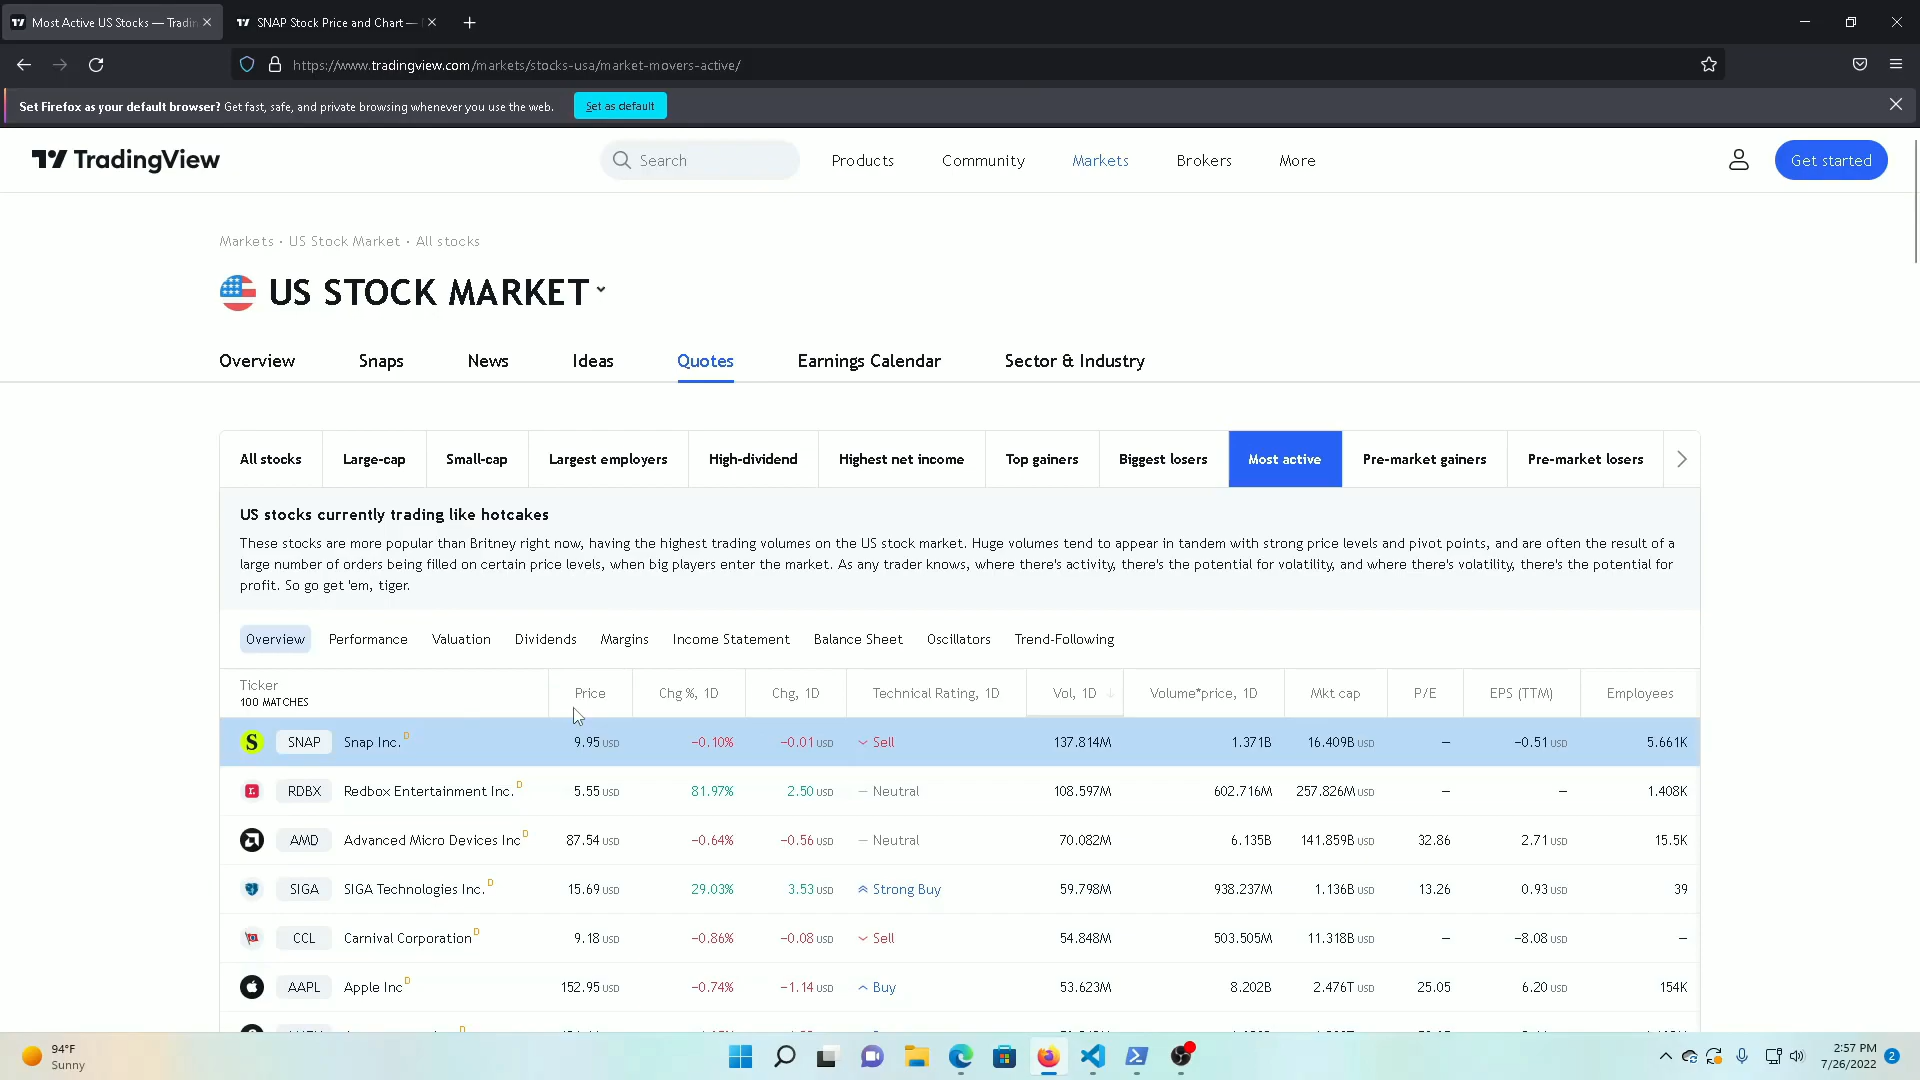 Most Active US Stocks — Tradin
SNAP Stock Price and Chart —
https://www.tradingview.com/markets/stocks-usa/market-movers-active/
Set Firefox as your default browser? Get fast, safe, and private browsing whenever you use the web. Set as default
TradingView Search Products Community Markets Brokers More Get started
Markets · US Stock Market · All stocks
US STOCK MARKET
Overview Snaps News Ideas Quotes Earnings Calendar Sector & Industry
All stocks Large-cap Small-cap Largest employers High-dividend Highest net income Top gainers Biggest losers Most active Pre-market gainers Pre-market losers
US stocks currently trading like hotcakes
These stocks are more popular than Britney right now, having the highest trading volumes on the US stock market. Huge volumes tend to appear in tandem with strong price levels and pivot points, and are often the result of a
large number of orders being filled on certain price levels, when big players enter the market. As any trader knows, where there's activity, there's the potential for volatility, and where there's volatility, there's the potential for
profit. So go get 'em, tiger.
Overview Performance Valuation Dividends Margins Income Statement Balance Sheet Oscillators Trend-Following
Ticker Price Chg %, 1D Chg, 1D Technical Rating, 1D Vol, 1D Volume*price, 1D Mkt cap P/E EPS (TTM) Employees
100 MATCHES
S SNAP Snap Inc. D 9.95 USD −0.10% −0.01 USD Sell 137.814M 1.371B 16.409B USD — −0.51 USD 5.661K
r. RDBX Redbox Entertainment Inc. D 5.55 USD 81.97% 2.50 USD — Neutral 108.597M 602.716M 257.826M USD — — 1.408K
AMD Advanced Micro Devices Inc D 87.54 USD −0.64% −0.56 USD — Neutral 70.082M 6.135B 141.859B USD 32.86 2.71 USD 15.5K
SIGA SIGA Technologies Inc. D 15.69 USD 29.03% 3.53 USD Strong Buy 59.798M 938.237M 1.136B USD 13.26 0.93 USD 39
CCL Carnival Corporation D 9.18 USD −0.86% −0.08 USD Sell 54.848M 503.505M 11.318B USD — −8.08 USD —
AAPL Apple Inc D 152.95 USD −0.74% −1.14 USD Buy 53.623M 8.202B 2.476T USD 25.05 6.20 USD 154K
94°F
Sunny
2:57 PM
7/26/2022 2